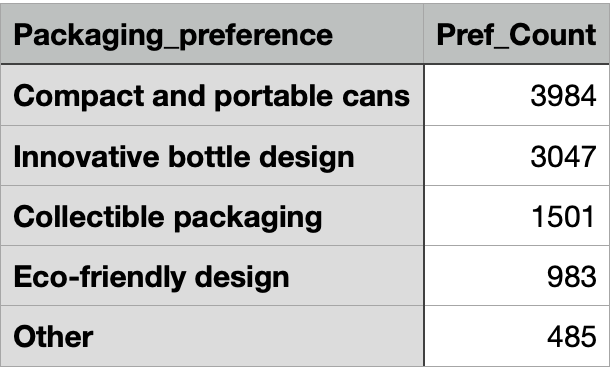 Packaging_preference Pref_Count
Compact and portable cans 3984
Innovative bottle design 3047
Collectible packaging 1501
Eco-friendly design 983
Other 485